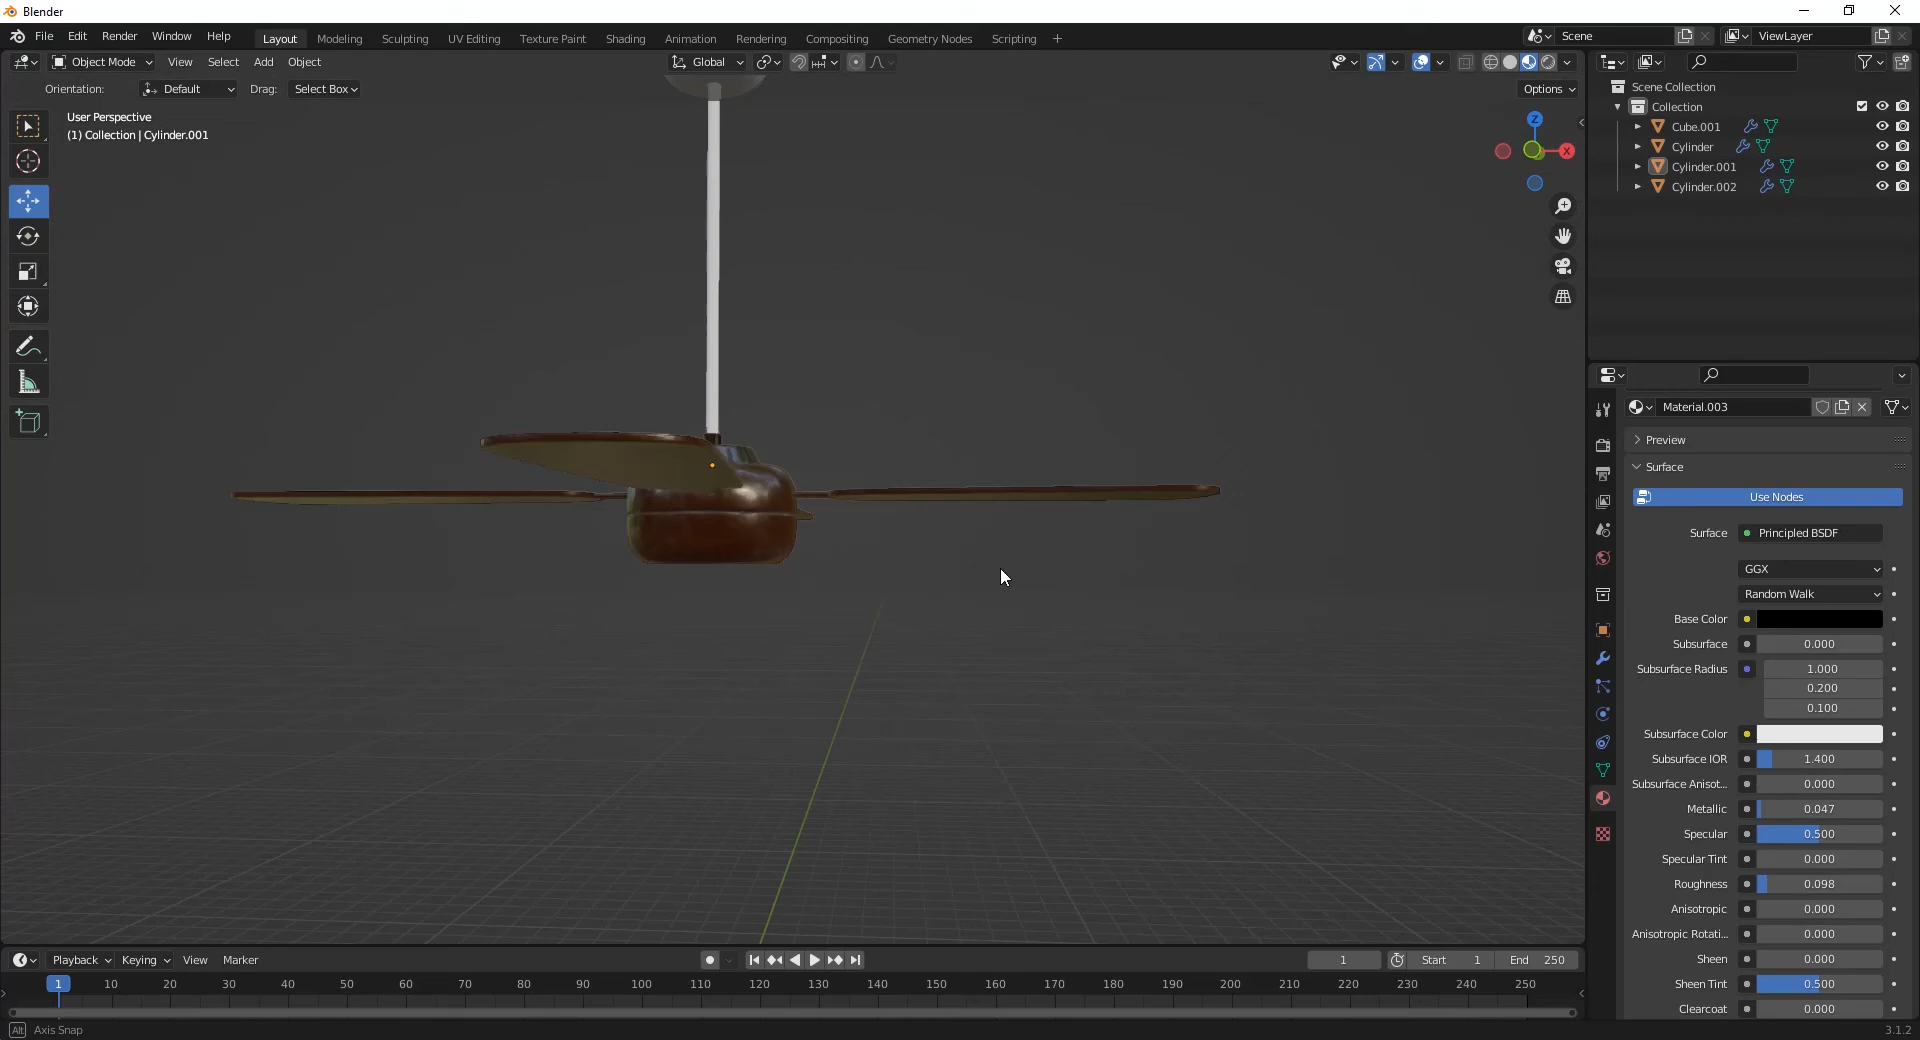 Blender
File Edit Render Window Help Layout Modeling Sculpting UV Editing Texture Paint Shading Animation Rendering Compositing Geometry Nodes Scripting + Scene ViewLayer
Object Mode View Select Add Object Global
Orientation: Default Drag: Select Box Options
User Perspective
(1) Collection | Cylinder.001
Z
X
Scene Collection
Collection
Cube.001
Cylinder
Cylinder.001
Cylinder.002
Material.003
Preview
Surface
Use Nodes
Surface Principled BSDF
GGX
Random Walk
Base Color
Subsurface 0.000
Subsurface Radius 1.000
0.200
0.100
Subsurface Color
Subsurface IOR 1.400
Subsurface Anisot... 0.000
Metallic 0.047
Specular 0.500
Specular Tint 0.000
Roughness 0.098
Anisotropic 0.000
Anisotropic Rotati... 0.000
Sheen 0.000
Sheen Tint 0.500
Clearcoat 0.000
Playback Keying View Marker 1 Start 1 End 250
1 10 20 30 40 50 60 70 80 90 100 110 120 130 140 150 160 170 180 190 200 210 220 230 240 250
Alt Axis Snap 3.1.2